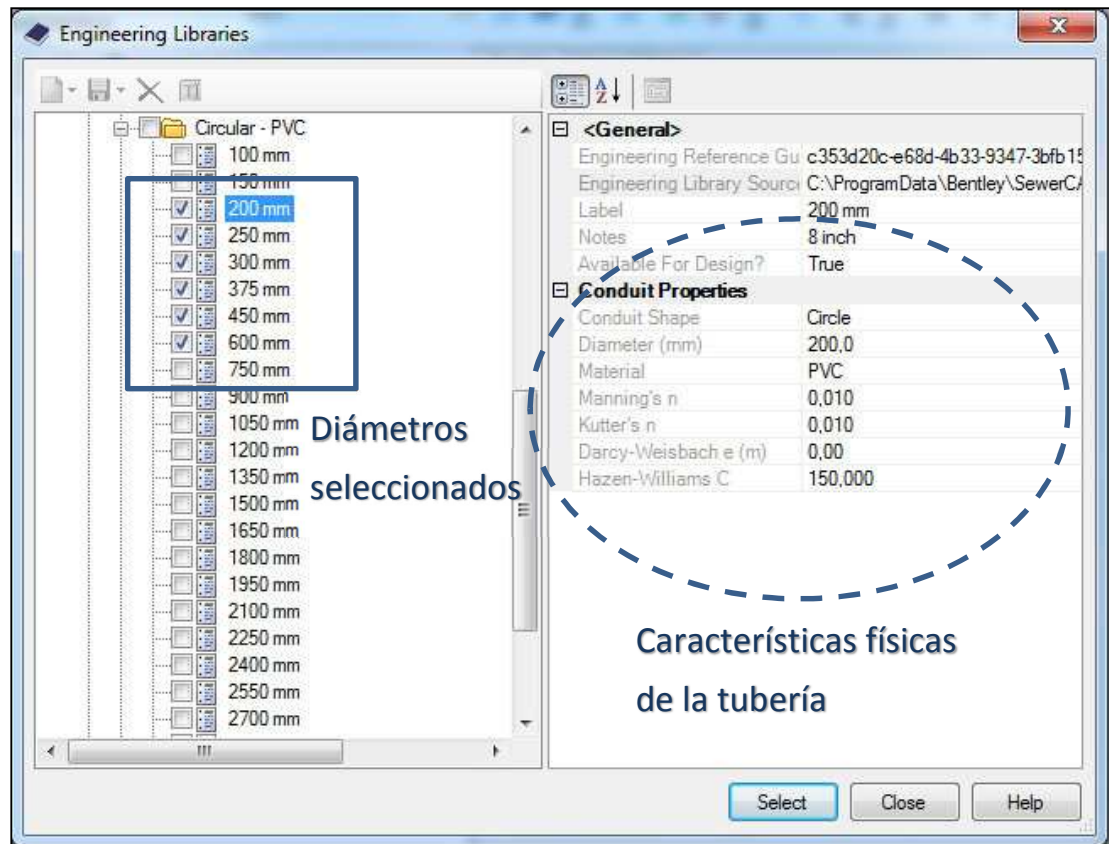 Engineering Libraries
Circular - PVC
100 mm
150 mm
200 mm
250 mm
300 mm
375 mm
450 mm
600 mm
750 mm
900 mm
1050 mm
1200 mm
1350 mm
1500 mm
1650 mm
1800 mm
1950 mm
2100 mm
2250 mm
2400 mm
2550 mm
2700 mm
Diámetros
seleccionados
<General>
Engineering Reference Gu c353d20c-e68d-4b33-9347-3bfb15
Engineering Library Source C:\ProgramData\Bentley\SewerCA
Label 200 mm
Notes 8 inch
Available For Design? True
Conduit Properties
Conduit Shape Circle
Diameter (mm) 200,0
Material PVC
Manning's n 0,010
Kutter's n 0,010
Darcy-Weisbach e (m) 0,00
Hazen-Williams C 150,000
Características físicas
de la tubería
Select Close Help